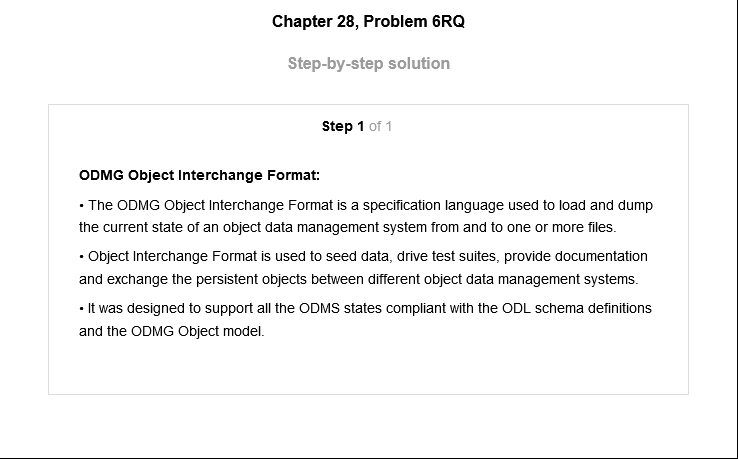 Chapter 28, Problem 6RQ
Step-by-step solution
Step 1 of 1
ODMG Object Interchange Format:
• The ODMG Object Interchange Format is a specification language used to load and dump
the current state of an object data management system from and to one or more files.
• Object Interchange Format is used to seed data, drive test suites, provide documentation
and exchange the persistent objects between different object data management systems.
• It was designed to support all the ODMS states compliant with the ODL schema definitions
and the ODMG Object model.